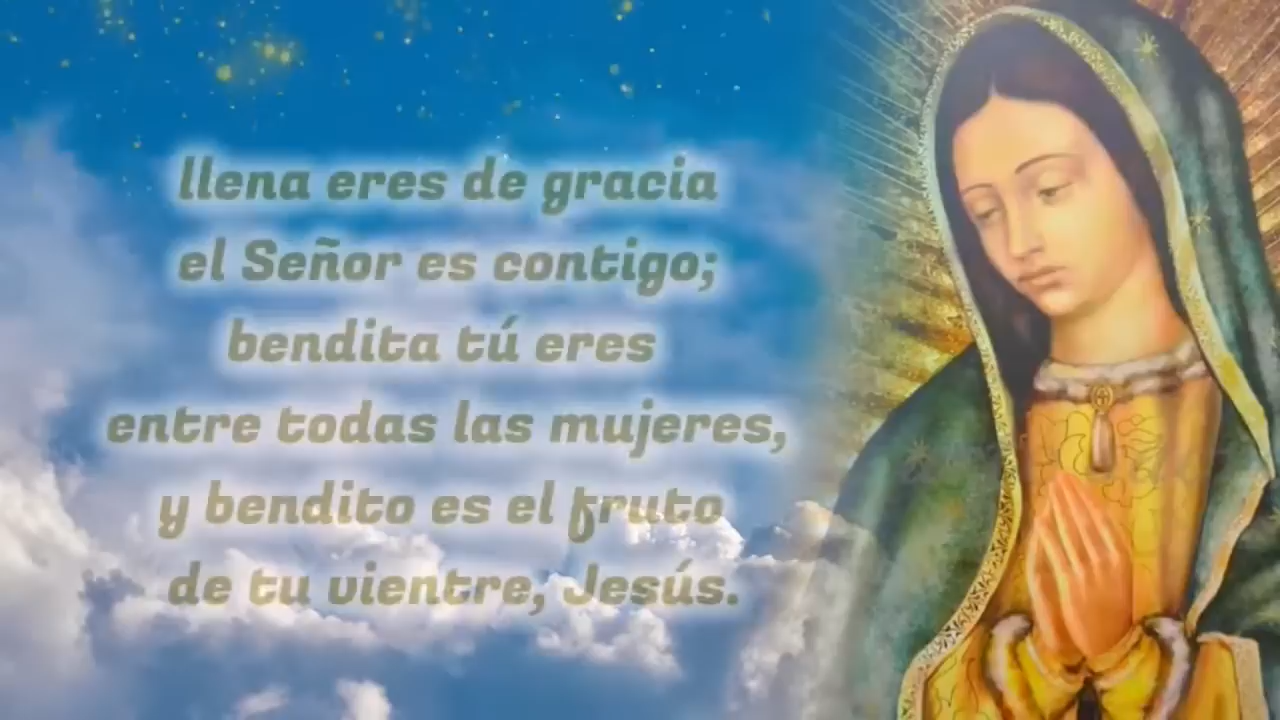 llena eres de gracia
el Señor es contigo;
bendita tú eres
entre todas las mujeres,
y bendito es el fruto
de tu vientre, Jesús.